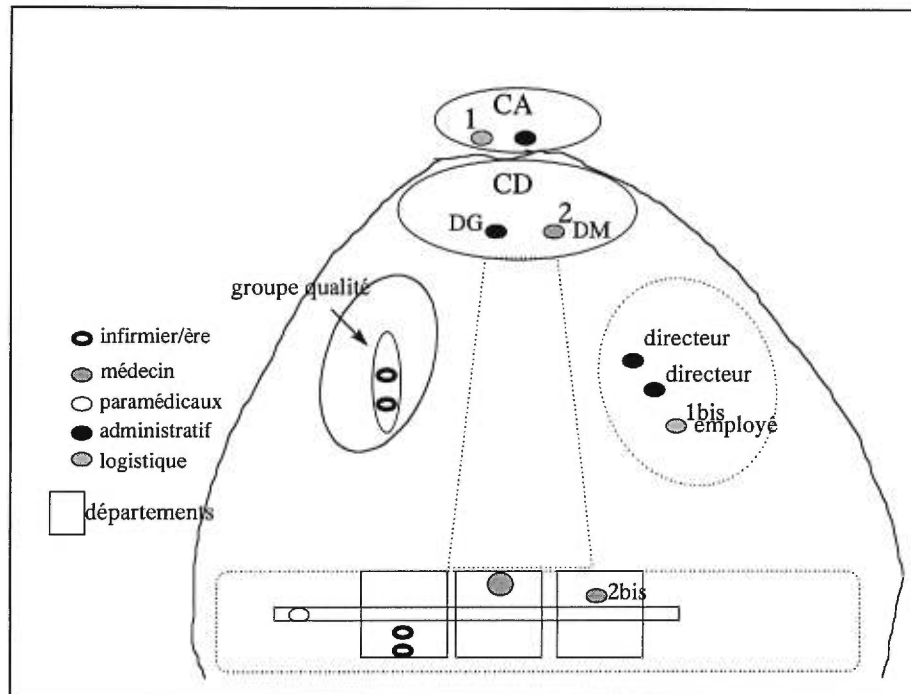 CA
1
CD
2
DG
DM
groupe qualité
infirmier/ère
médecin
paramédicaux
administratif
logistique
départements
directeur
directeur
1bis
employé
2bis